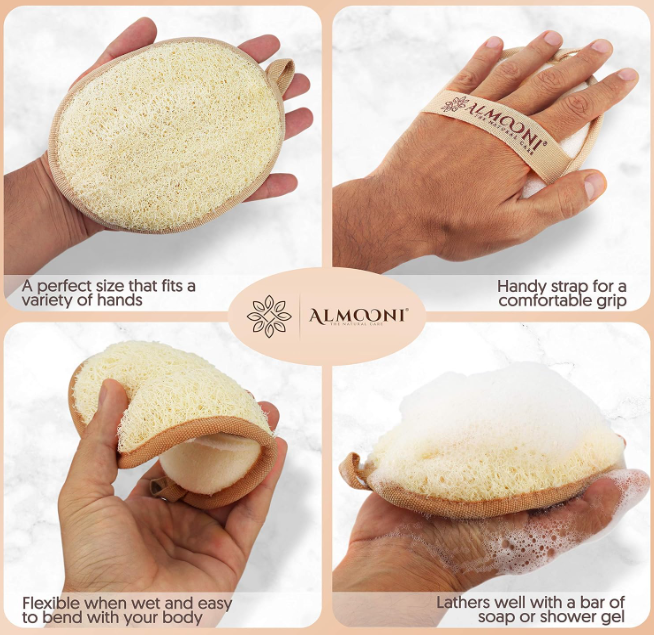 ALMOONI®
THE NATURAL CARE
A perfect size that fits a
variety of hands
Handy strap for a
comfortable grip
ALMOONI®
THE NATURAL CARE
Flexible when wet and easy
to bend with your body
Lathers well with a bar of
soap or shower gel